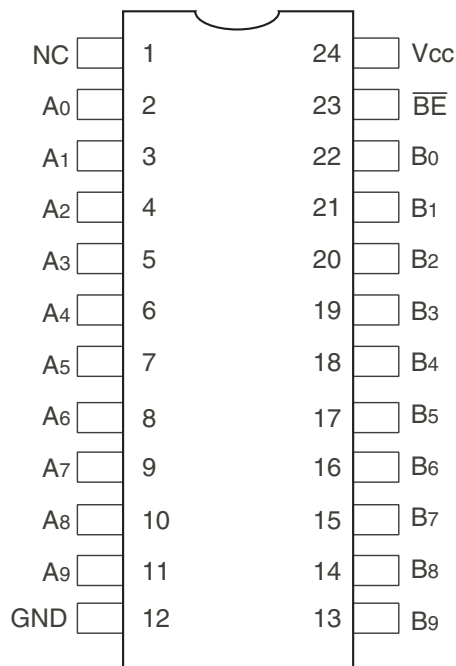 NC 1 24 Vcc
A0 2 23 B̅E̅
A1 3 22 B0
A2 4 21 B1
A3 5 20 B2
A4 6 19 B3
A5 7 18 B4
A6 8 17 B5
A7 9 16 B6
A8 10 15 B7
A9 11 14 B8
GND 12 13 B9